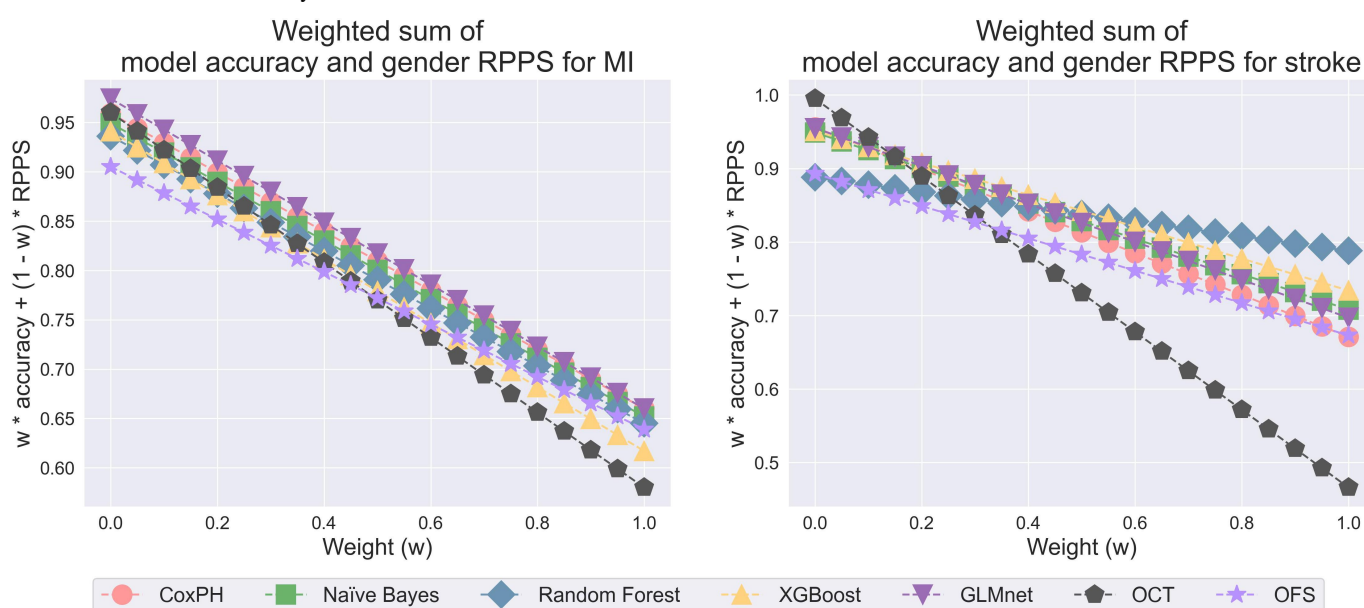 Weighted sum of
model accuracy and gender RPPS for MI
w * accuracy + (1 - w) * RPPS
0.95
0.90
0.85
0.80
0.75
0.70
0.65
0.60
0.0 0.2 0.4 0.6 0.8 1.0
Weight (w)
Weighted sum of
model accuracy and gender RPPS for stroke
w * accuracy + (1 - w) * RPPS
1.0
0.9
0.8
0.7
0.6
0.5
0.0 0.2 0.4 0.6 0.8 1.0
Weight (w)
CoxPH Naïve Bayes Random Forest XGBoost GLMnet OCT OFS